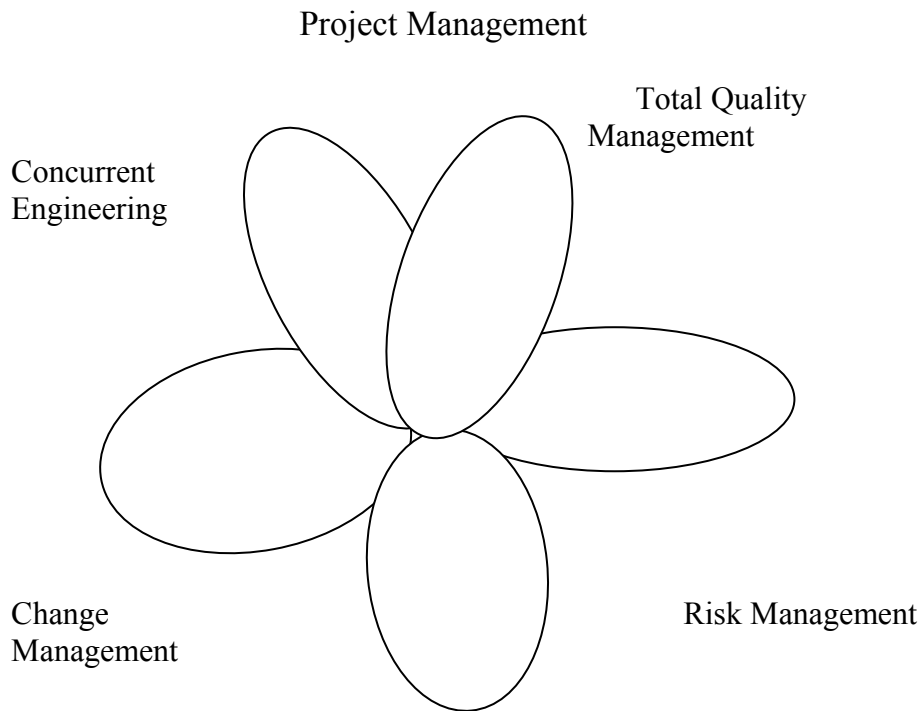 Project Management
Total Quality
Management
Concurrent
Engineering
Change
Management
Risk Management